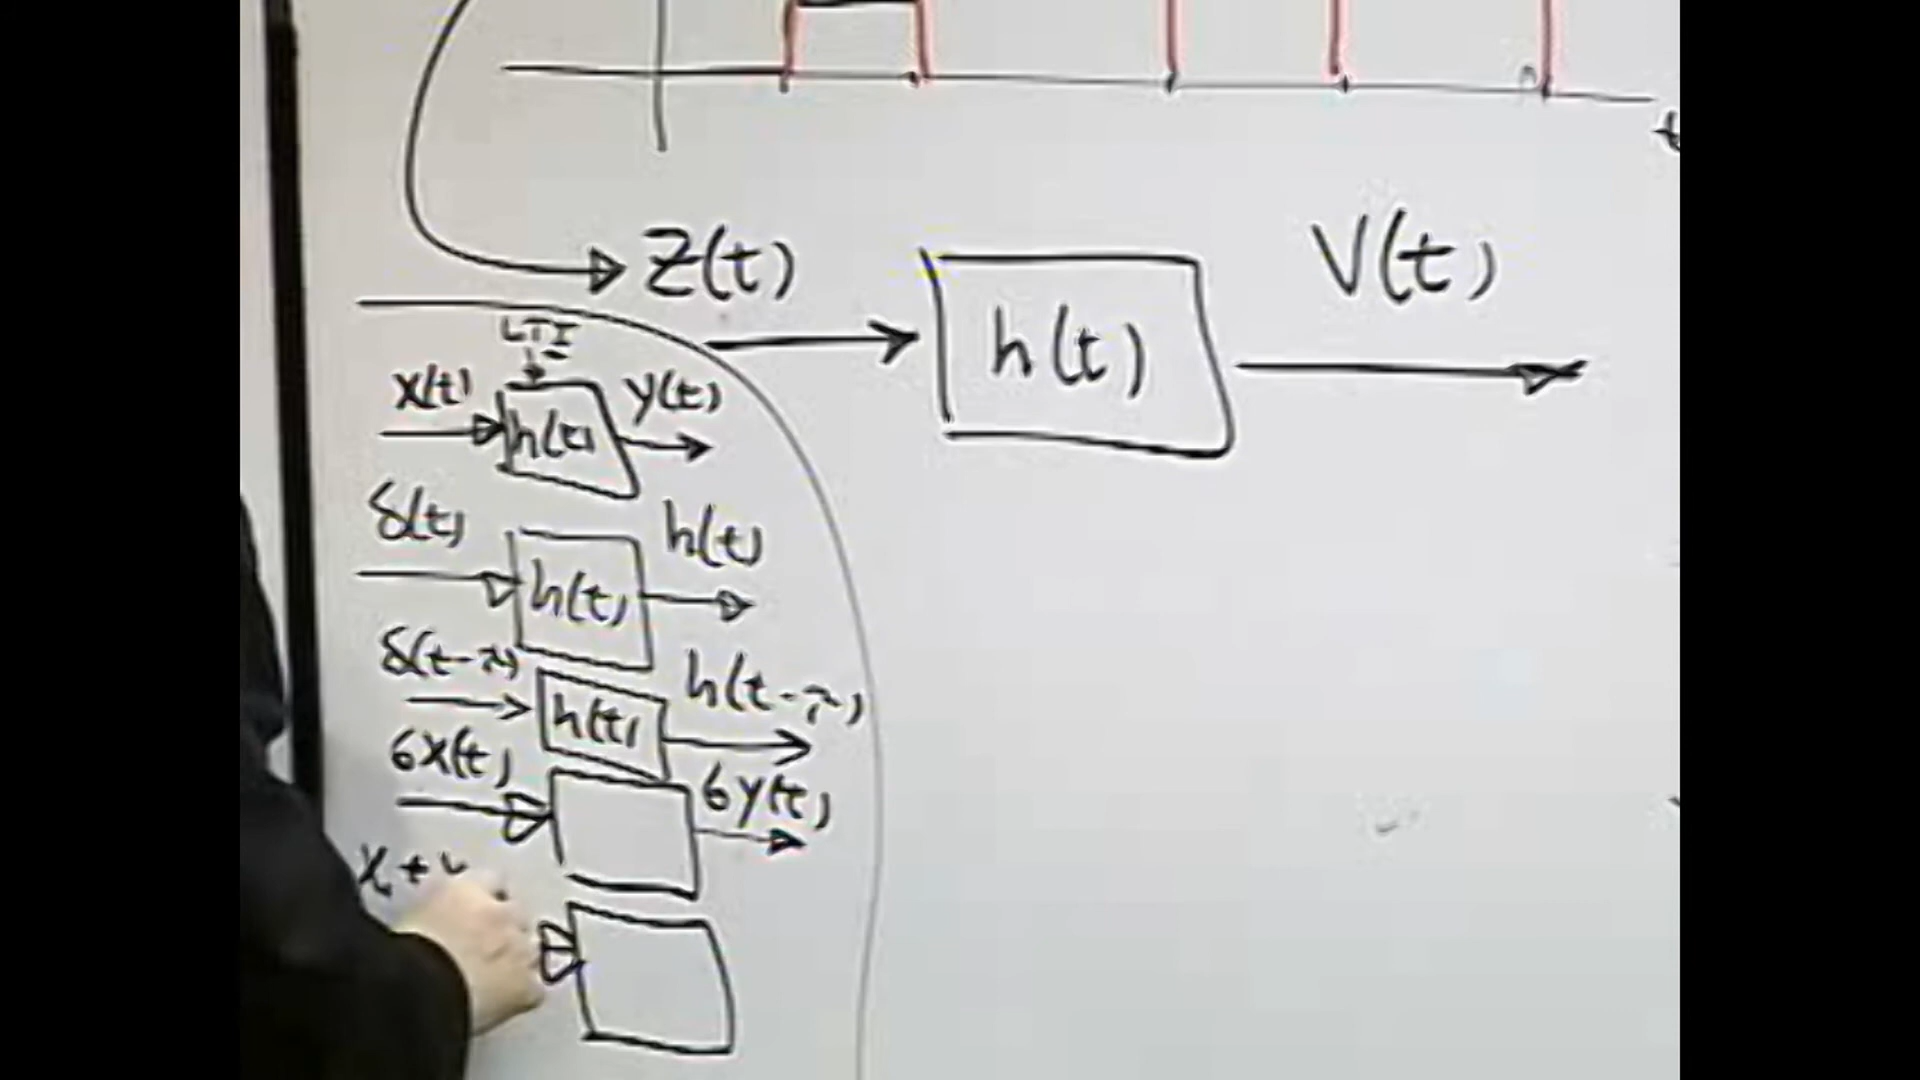 t
Z(t)
h(t)
V(t)
LTI
x(t)
h(t)
y(t)
δ(t)
h(t)
h(t)
δ(t-λ)
h(t)
h(t-λ)
6x(t)
6y(t)
x +